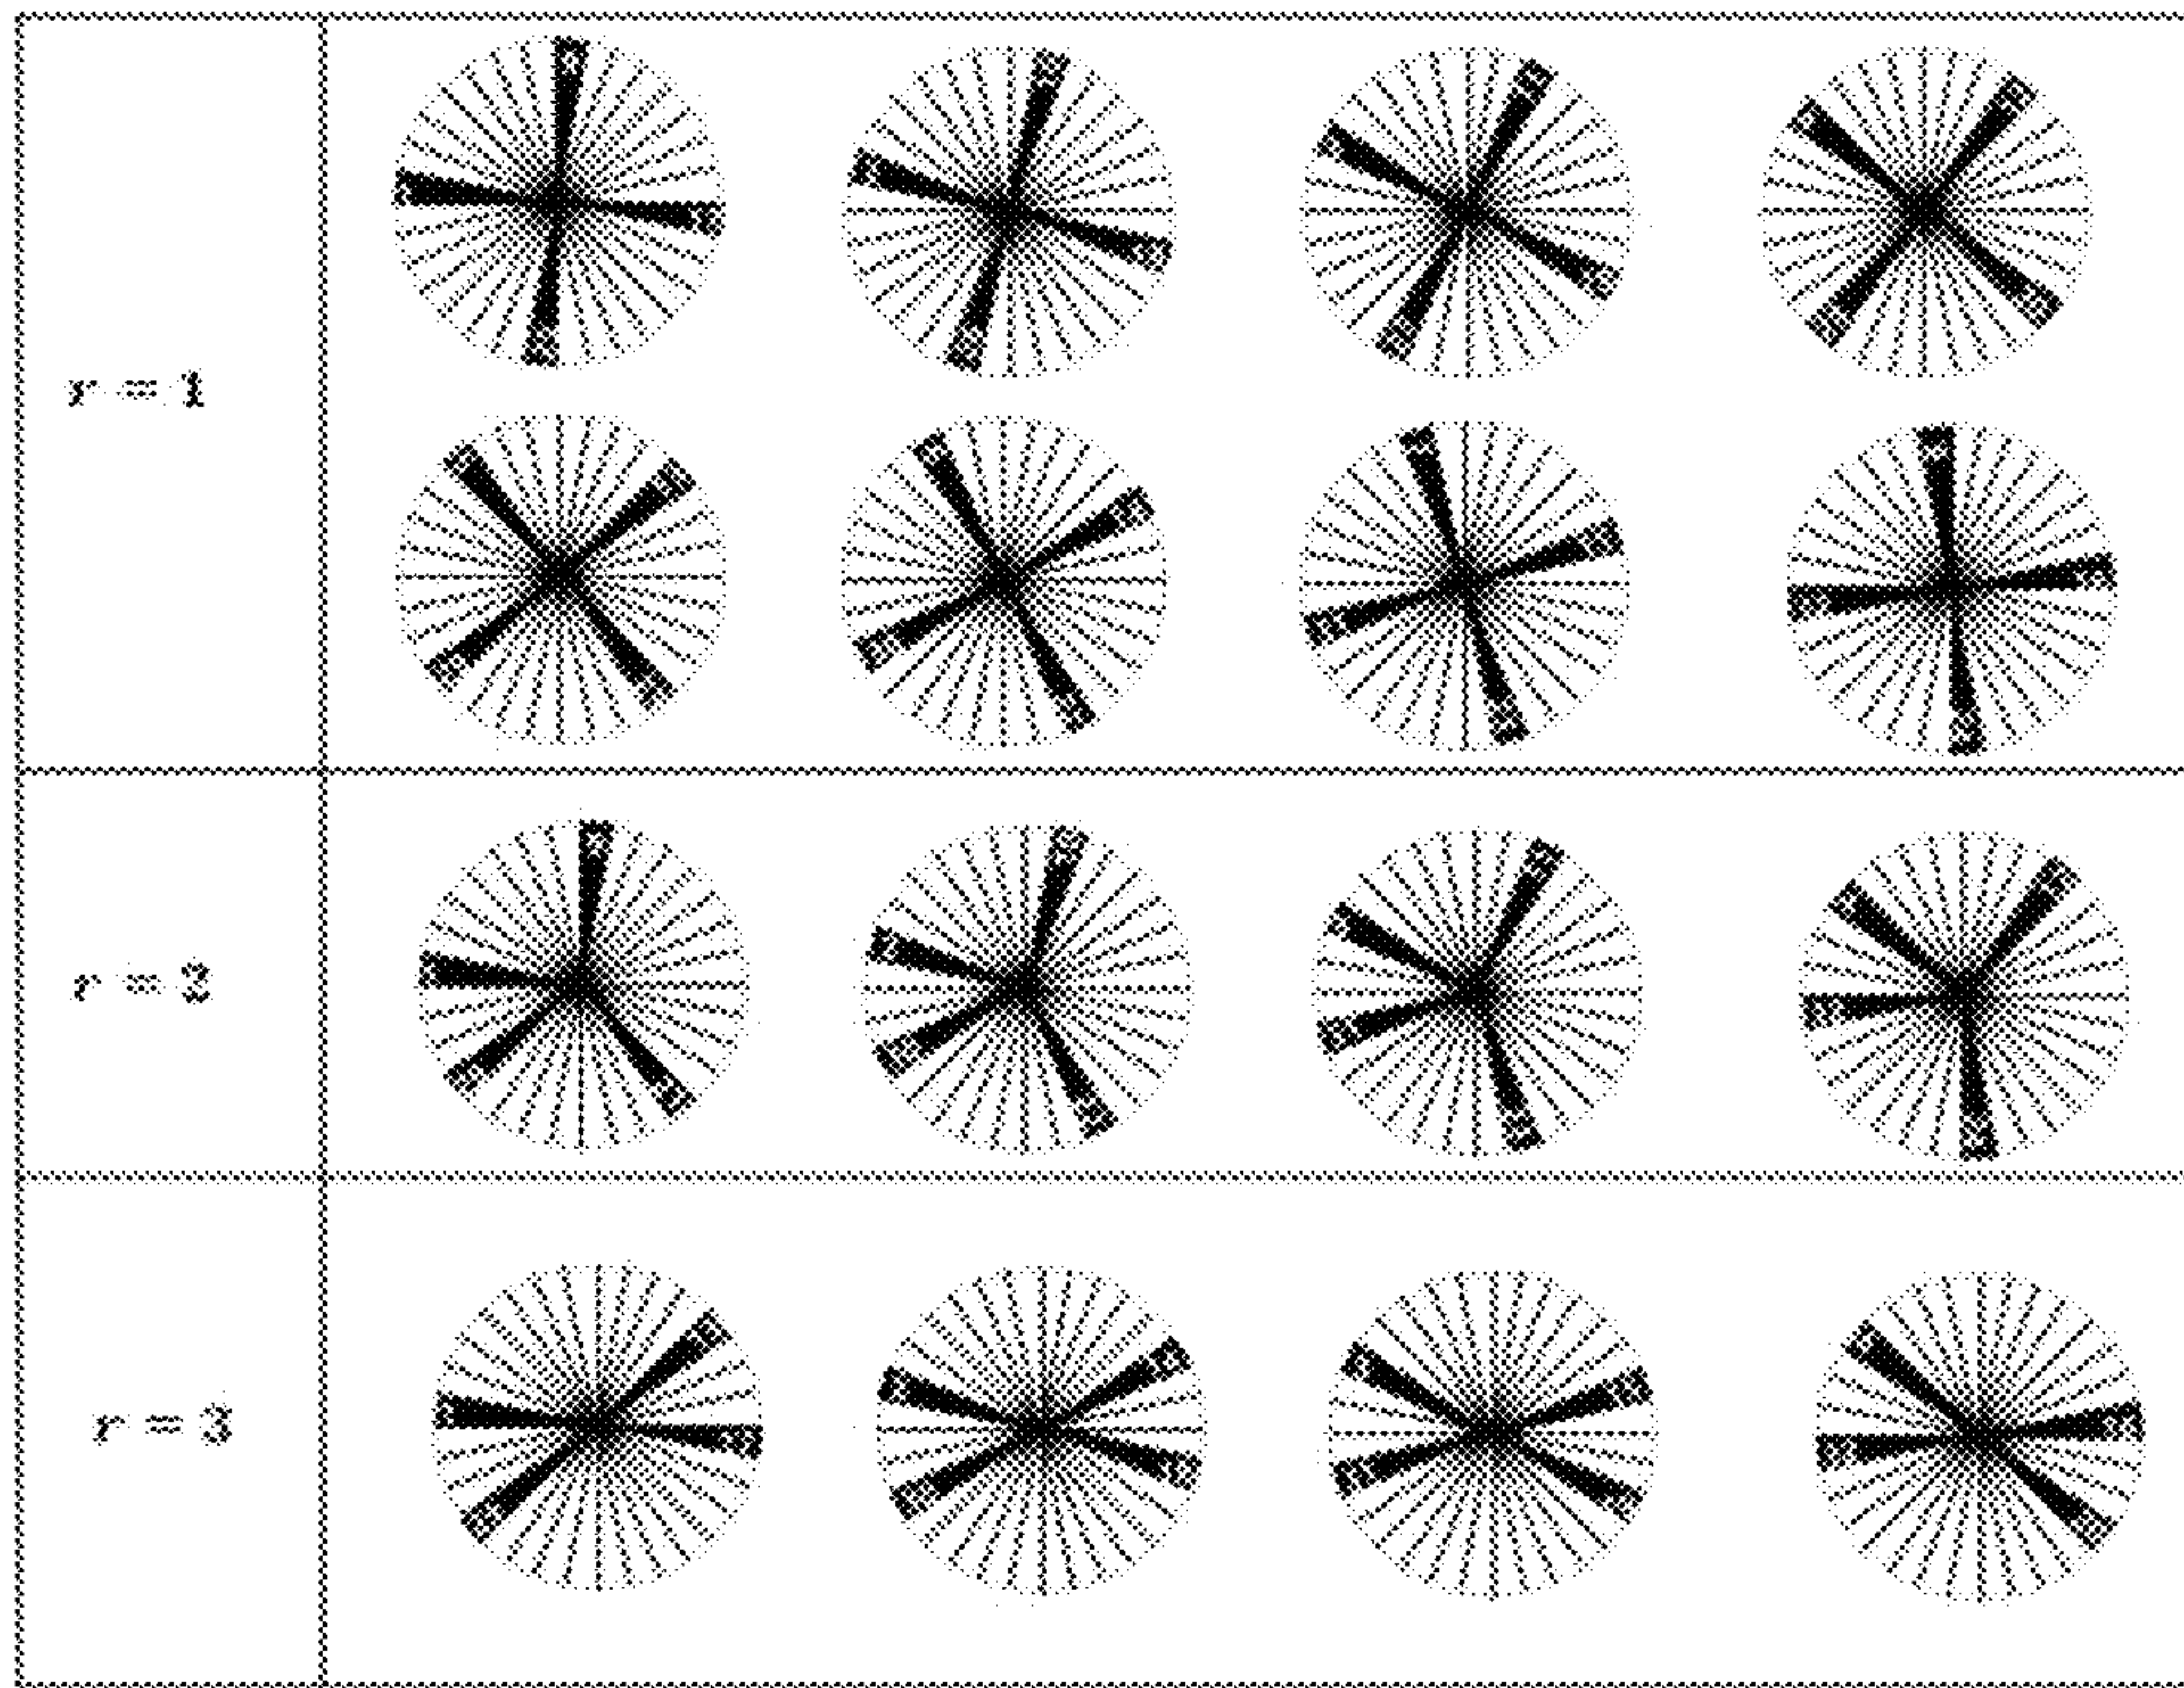 r = 1
r = 2
r = 3